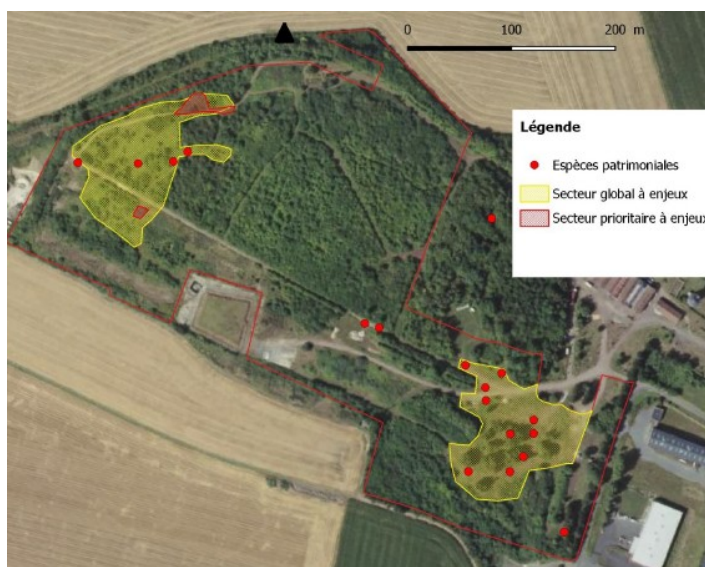 0 100 200 m
Légende
Espèces patrimoniales
Secteur global à enjeux
Secteur prioritaire à enjeux